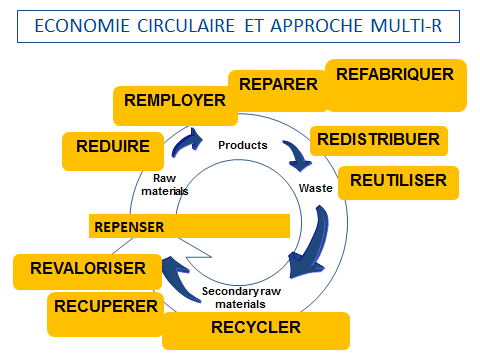 ECONOMIE CIRCULAIRE ET APPROCHE MULTI-R
REFABRIQUER
REPARER
REMPLOYER
REDISTRIBUER
REDUIRE
Products
REUTILISER
Raw
materials
Waste
REPENSER
REVALORISER
Secondary raw
materials
RECUPERER
RECYCLER